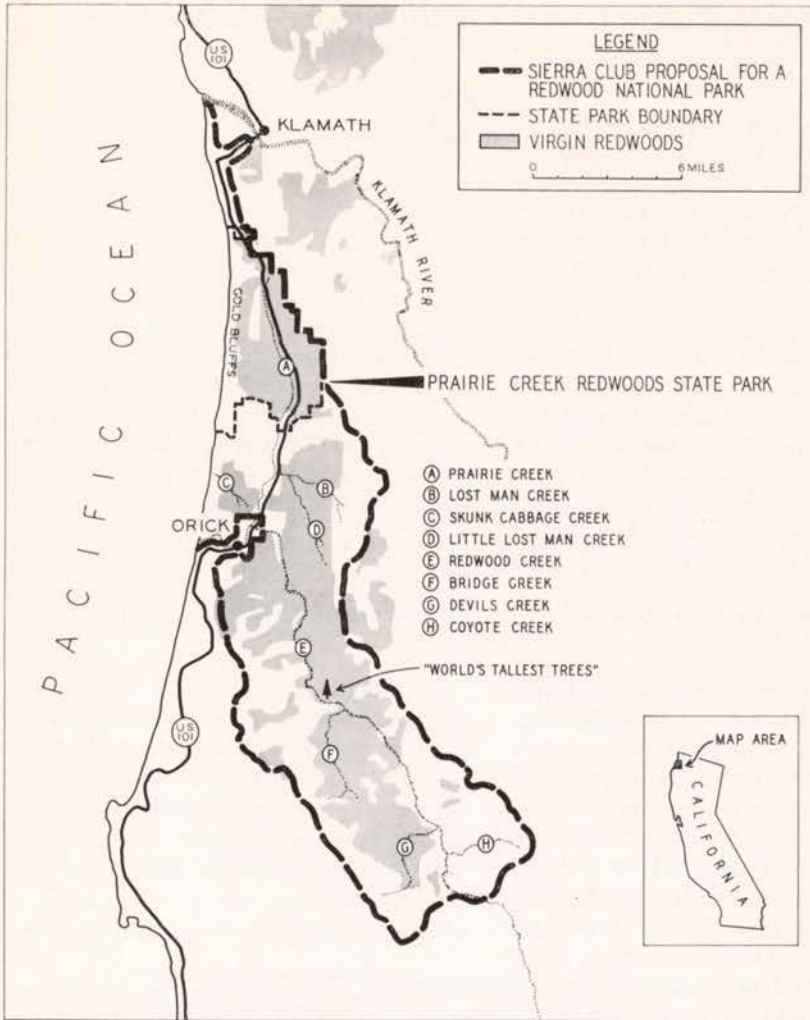 US
101
KLAMATH
LEGEND
SIERRA CLUB PROPOSAL FOR A
REDWOOD NATIONAL PARK
STATE PARK BOUNDARY
VIRGIN REDWOODS
0 6 MILES
PACIFIC OCEAN
KLAMATH RIVER
GOLD BLUFFS
A
PRAIRIE CREEK REDWOODS STATE PARK
A PRAIRIE CREEK
B LOST MAN CREEK
C SKUNK CABBAGE CREEK
D LITTLE LOST MAN CREEK
E REDWOOD CREEK
F BRIDGE CREEK
G DEVILS CREEK
H COYOTE CREEK
C
B
D
ORICK
E
"WORLD'S TALLEST TREES"
US
101
F
G
H
MAP AREA
CALIFORNIA